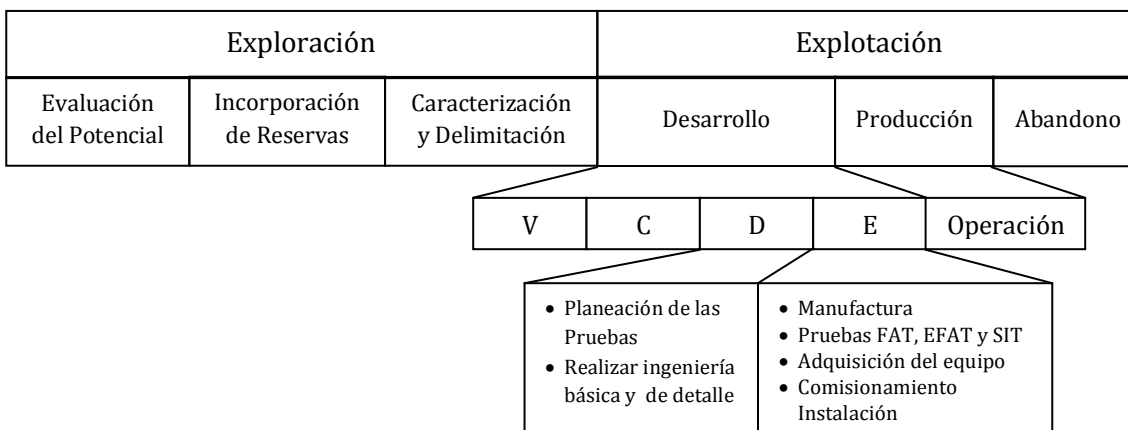 Exploración
Explotación
Evaluación
del Potencial
Incorporación
de Reservas
Caracterización
y Delimitación
Desarrollo
Producción
Abandono
V
C
D
E
Operación
• Planeación de las
Pruebas
• Realizar ingeniería
básica y de detalle
• Manufactura
• Pruebas FAT, EFAT y SIT
• Adquisición del equipo
• Comisionamiento
Instalación